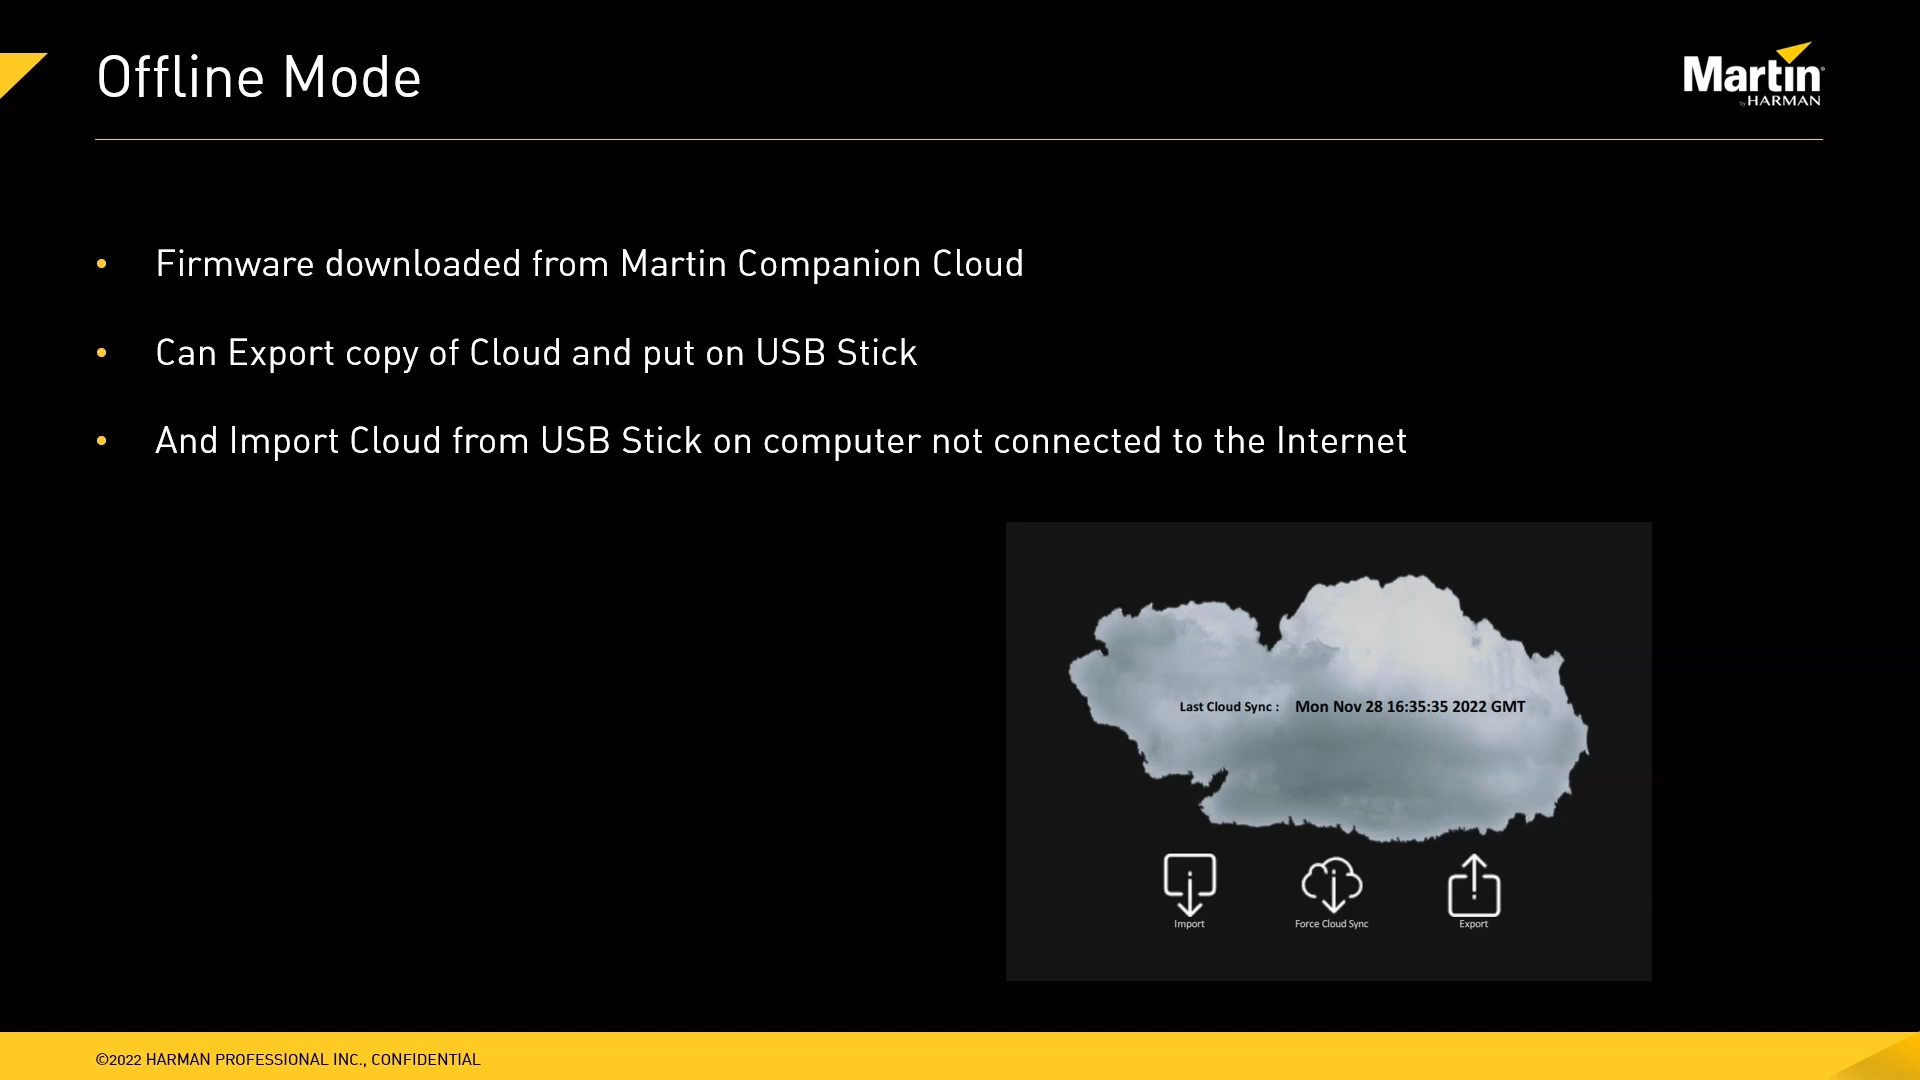 Offline Mode
Martin®
by HARMAN
• Firmware downloaded from Martin Companion Cloud
• Can Export copy of Cloud and put on USB Stick
• And Import Cloud from USB Stick on computer not connected to the Internet
Last Cloud Sync : Mon Nov 28 16:35:35 2022 GMT
Import Force Cloud Sync Export
©2022 HARMAN PROFESSIONAL INC., CONFIDENTIAL